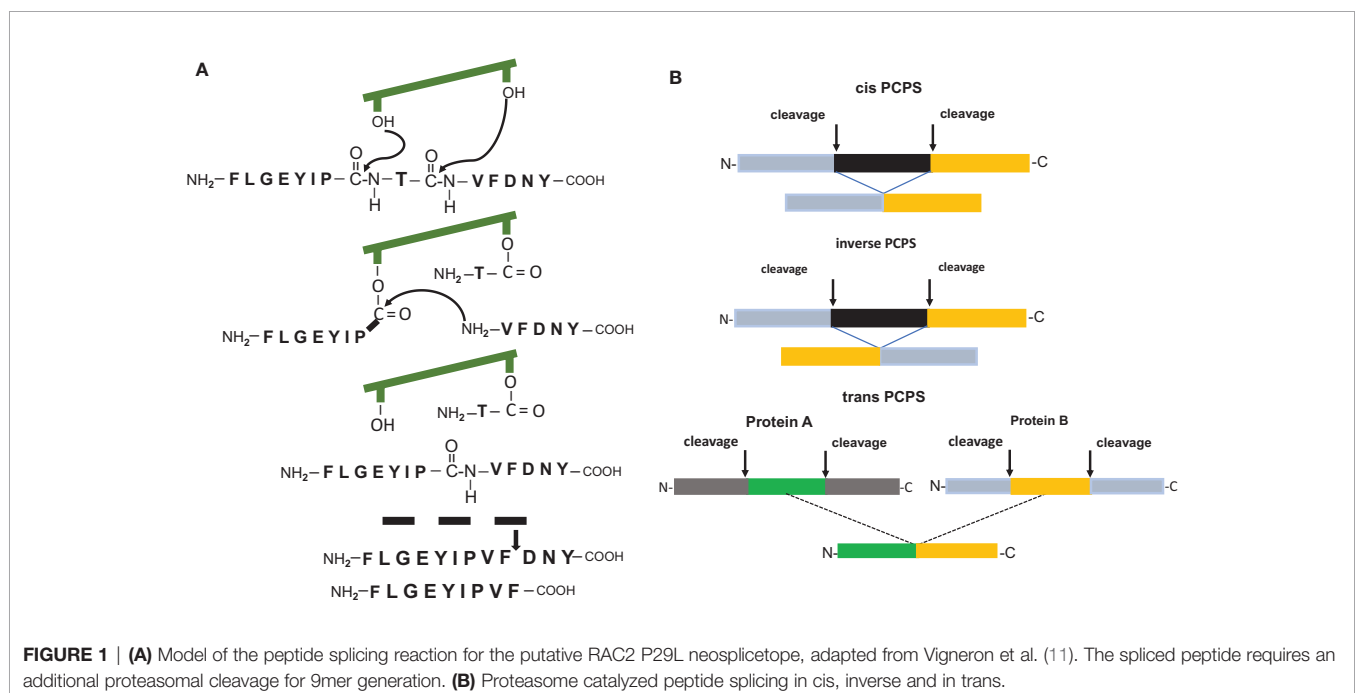 A
OH
OH
O
O
NH2–F L G E Y I P–C–N–T–C–N–V F D N Y–COOH
H
H
O
O
NH2–T–C=O
O
C=O
NH2–F L G E Y I P
NH2–V F D N Y–COOH
O
OH
NH2–T–C=O
O
NH2–F L G E Y I P–C–N–V F D N Y–COOH
H
NH2–F L G E Y I P V F D N Y–COOH
NH2–F L G E Y I P V F–COOH
B
cis PCPS
cleavage cleavage
N- -C
inverse PCPS
cleavage cleavage
N- -C
trans PCPS
Protein A Protein B
cleavage cleavage cleavage cleavage
N- -C N- -C
N- -C
FIGURE 1 | (A) Model of the peptide splicing reaction for the putative RAC2 P29L neosplicetope, adapted from Vigneron et al. (11). The spliced peptide requires an
additional proteasomal cleavage for 9mer generation. (B) Proteasome catalyzed peptide splicing in cis, inverse and in trans.